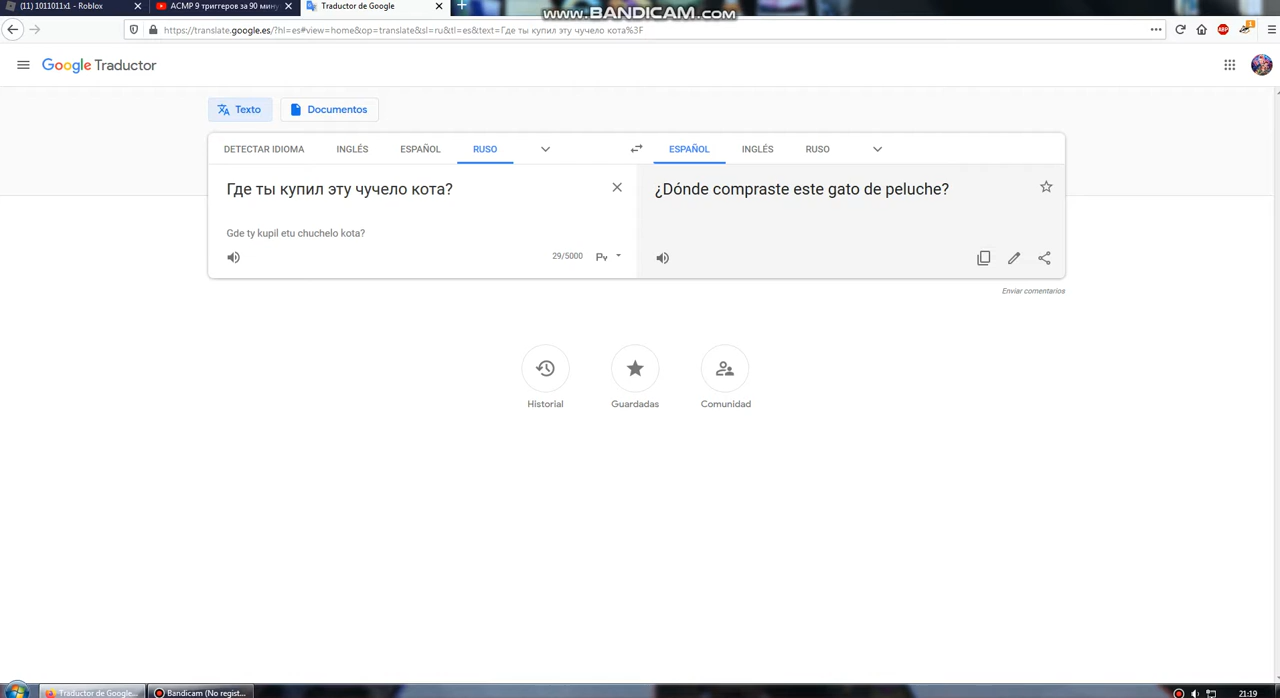 www.BANDICAM.com
(11) 1011011x1 - Roblox
АСМР 9 триггеров за 90 мину
Traductor de Google
https://translate.google.es/?hl=es#view=home&op=translate&sl=ru&tl=es&text=Где ты купил эту чучело кота%3F
ABP
1
Google Traductor
Texto
Documentos
DETECTAR IDIOMA INGLÉS ESPAÑOL RUSO
ESPAÑOL INGLÉS RUSO
Где ты купил эту чучело кота?
¿Dónde compraste este gato de peluche?
Gde ty kupil etu chuchelo kota?
29/5000
Ру
Enviar comentarios
Historial
Guardadas
Comunidad
Traductor de Google...
Bandicam (No regist...
21:19